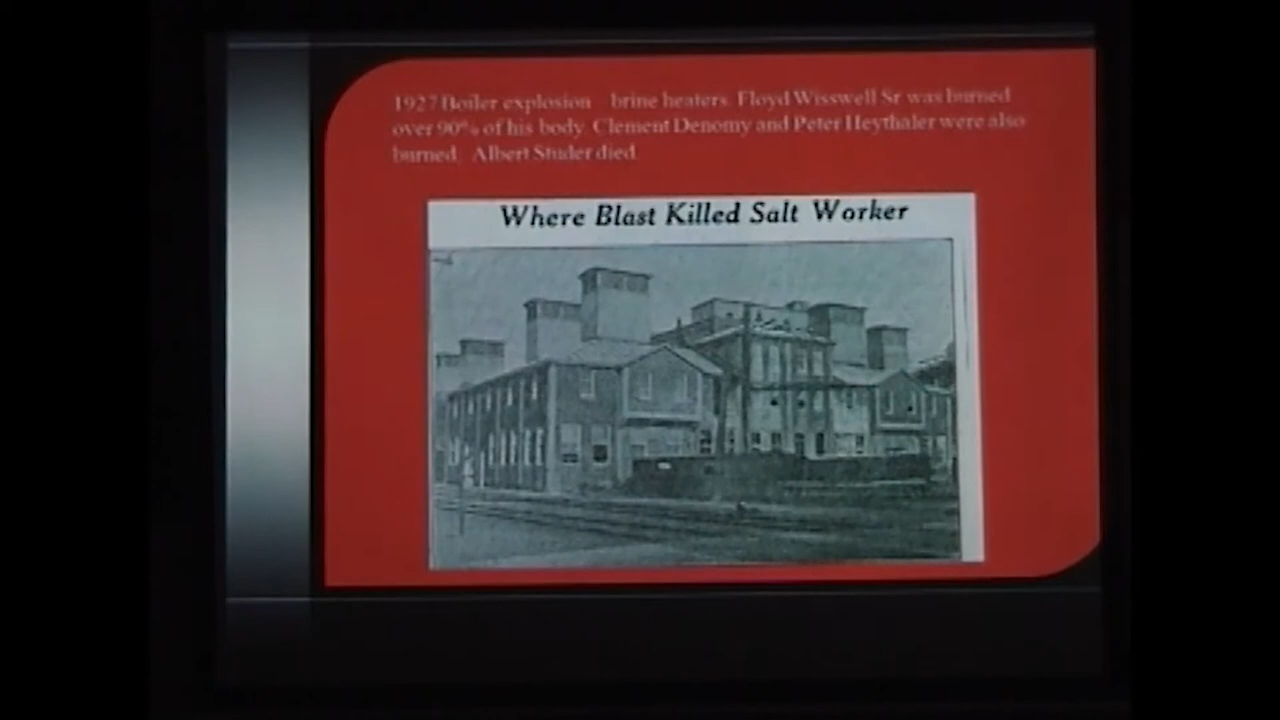 1927 Boiler explosion brine heaters. Floyd Wisswell Sr was burned
over 90% of his body. Clement Denomy and Peter Heythaler were also
burned. Albert Studer died.
Where Blast Killed Salt Worker